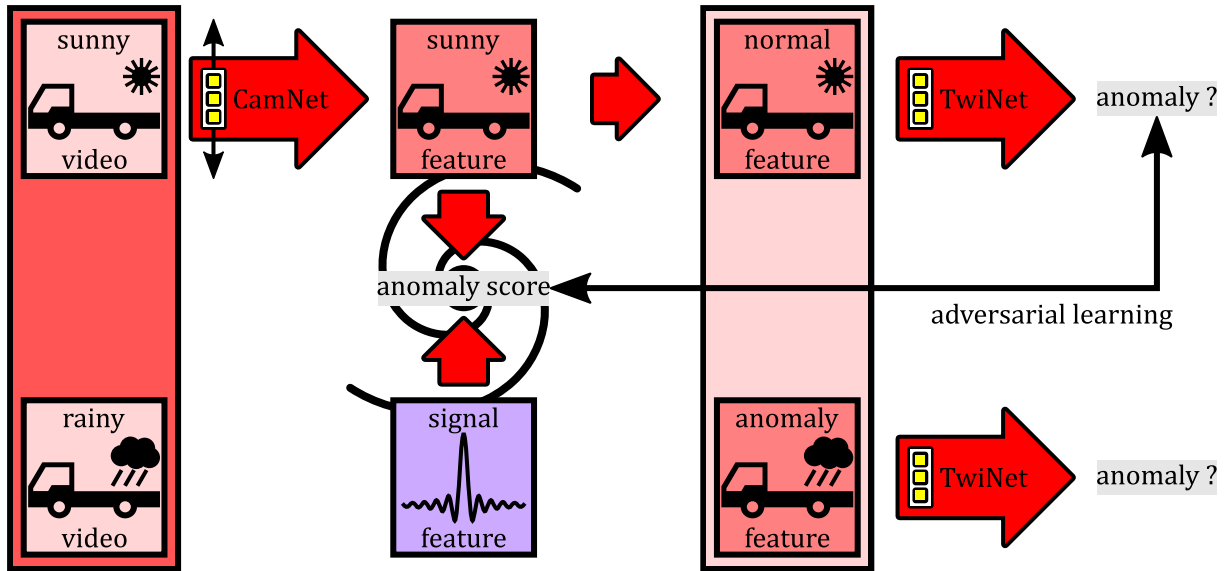 sunny
video
CamNet
sunny
feature
normal
feature
TwiNet
anomaly ?
anomaly score
adversarial learning
rainy
video
signal
feature
anomaly
feature
TwiNet
anomaly ?